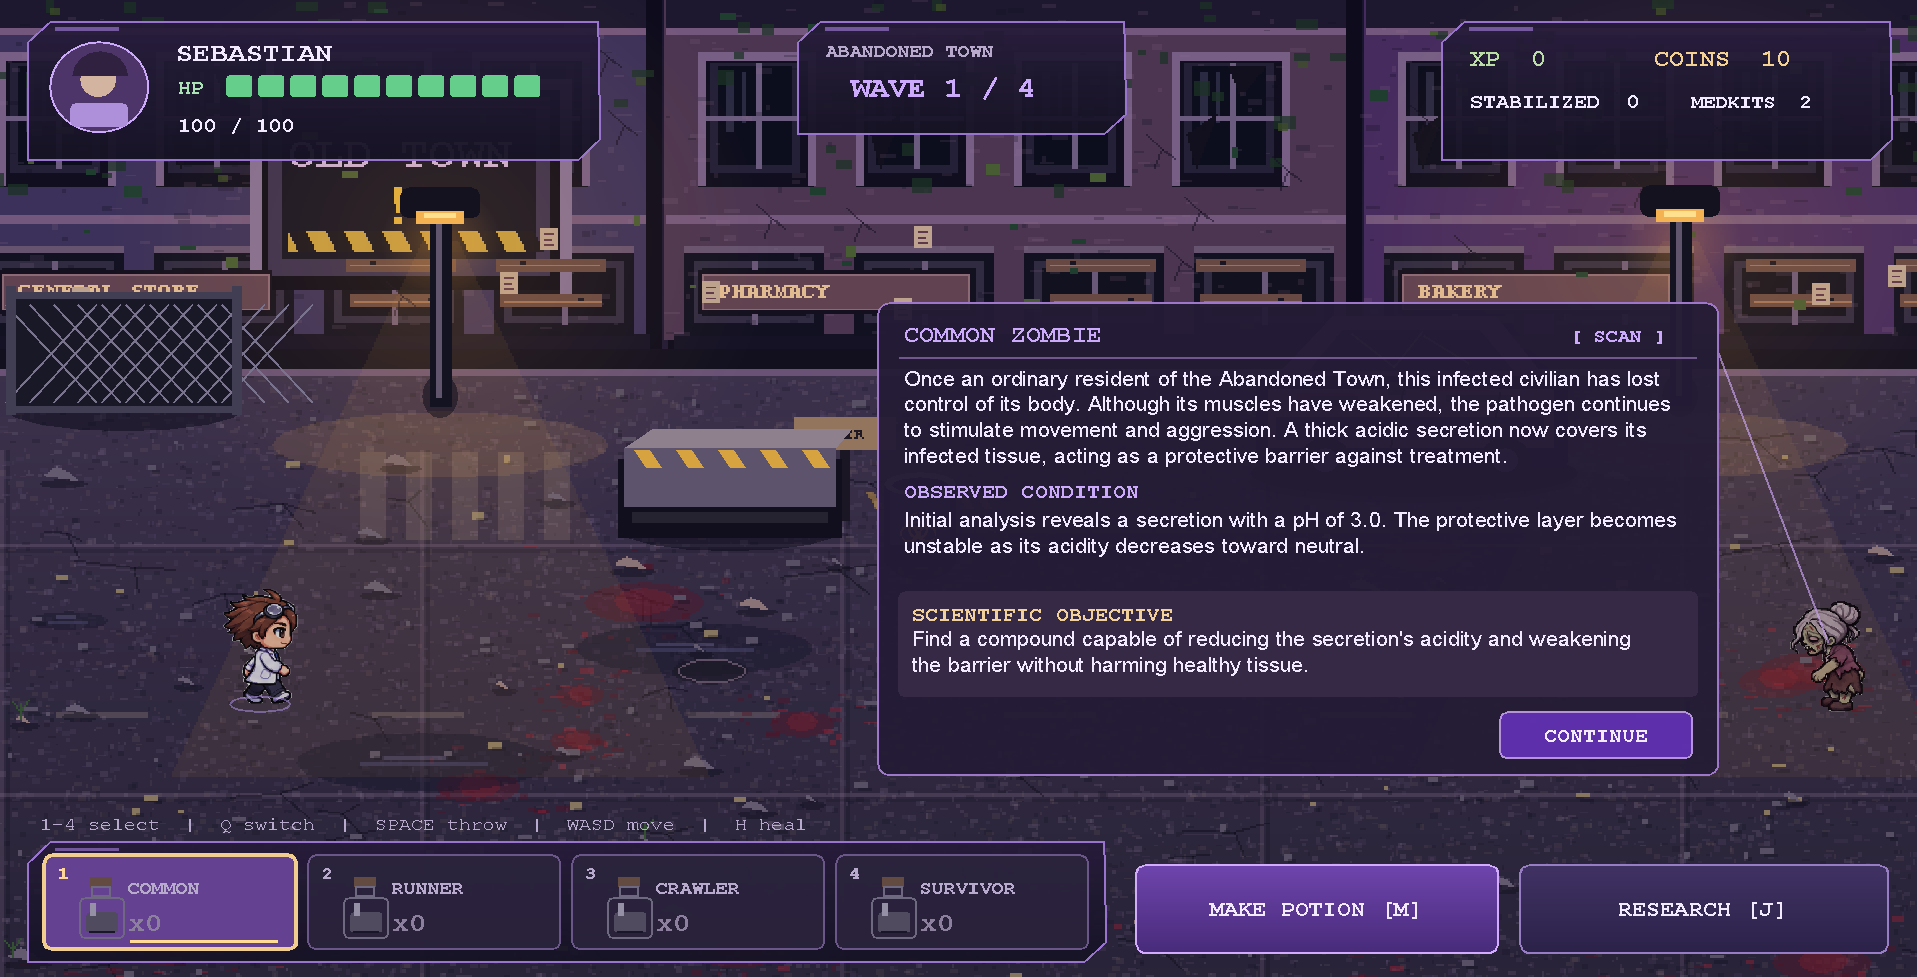 SEBASTIAN
HP
100 / 100
ABANDONED TOWN
WAVE 1 / 4
XP 0 COINS 10
STABILIZED 0 MEDKITS 2
OLD TOWN
!
GENERAL STORE
PHARMACY
BAKERY
COMMON ZOMBIE [ SCAN ]
Once an ordinary resident of the Abandoned Town, this infected civilian has lost
control of its body. Although its muscles have weakened, the pathogen continues
to stimulate movement and aggression. A thick acidic secretion now covers its
infected tissue, acting as a protective barrier against treatment.
OBSERVED CONDITION
Initial analysis reveals a secretion with a pH of 3.0. The protective layer becomes
unstable as its acidity decreases toward neutral.
SCIENTIFIC OBJECTIVE
Find a compound capable of reducing the secretion's acidity and weakening
the barrier without harming healthy tissue.
CONTINUE
1-4 select | Q switch | SPACE throw | WASD move | H heal
1 COMMON x0
2 RUNNER x0
3 CRAWLER x0
4 SURVIVOR x0
MAKE POTION [M]
RESEARCH [J]